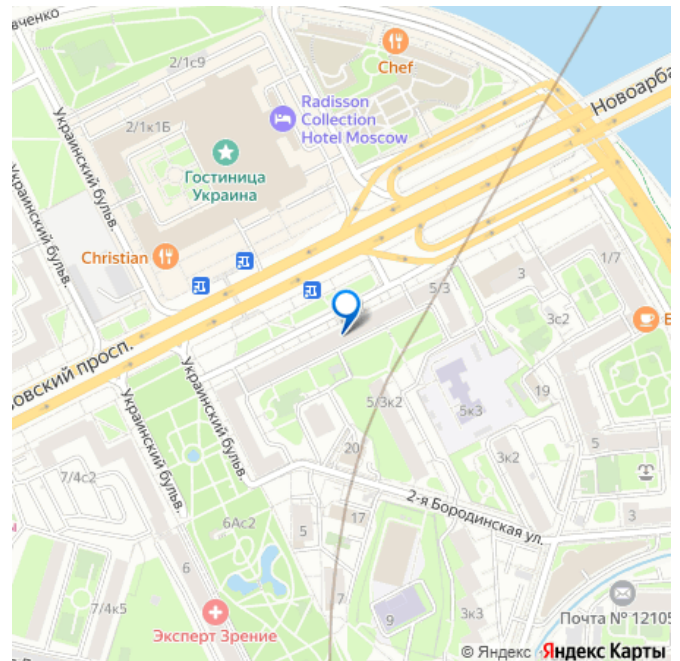 вченко
2/1с9
Chef
Новоарба
Украинский бульв.
2/1к1Б
Radisson
Collection
Hotel Moscow
Гостиница
Украина
Украинский бульв.
Christian
5/3
3
1/7
3с2
Е
овский просп.
Украинский бульв.
Украинский бульв.
5/3к2
5к3
19
20
3к2
5
7/4с2
2-я Бородинская ул.
17
3
6Ас2
5
6
7
9
3к3
7/4к5
Эксперт Зрение
Почта № 12105
© Яндекс Яндекс Карты